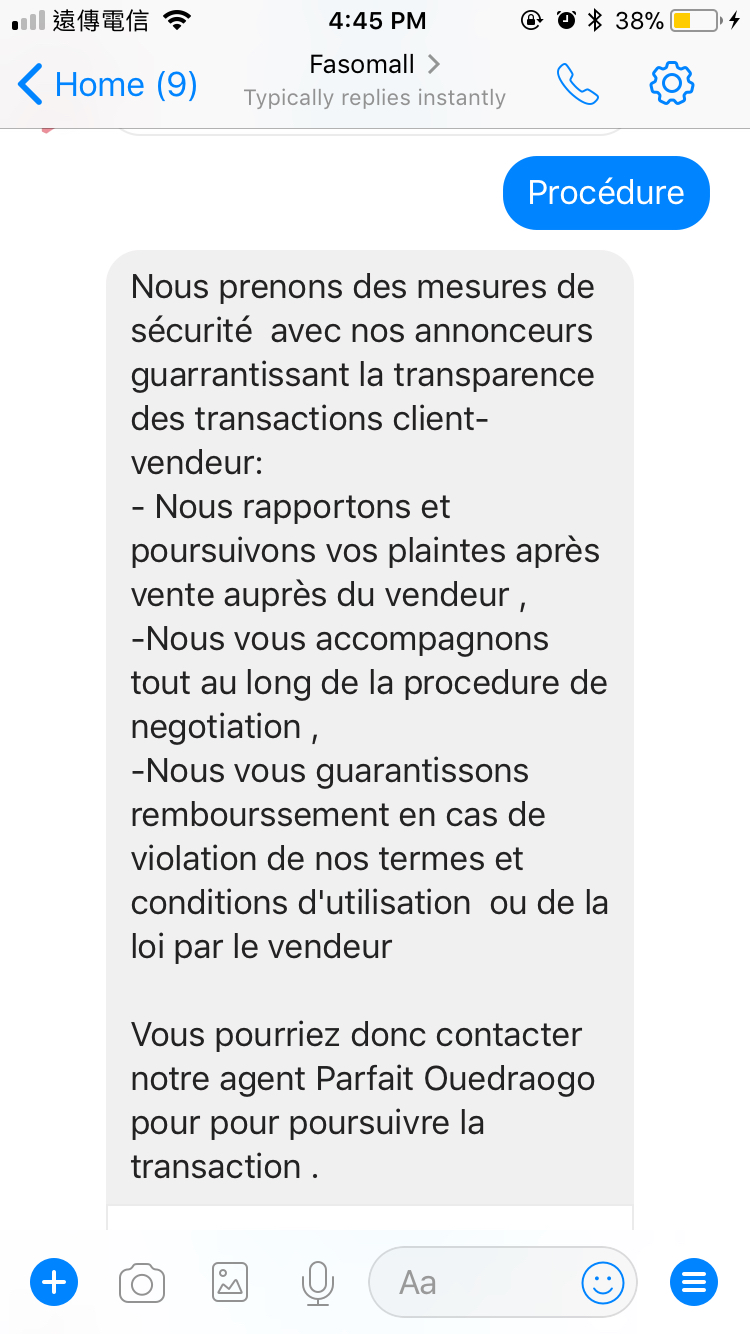 遠傳電信 4:45 PM 38%
Home (9) Fasomall
Typically replies instantly
Procédure
Nous prenons des mesures de
sécurité  avec nos annonceurs
guarrantissant la transparence
des transactions client-
vendeur:
- Nous rapportons et
poursuivons vos plaintes après
vente auprès du vendeur ,
-Nous vous accompagnons
tout au long de la procedure de
negotiation ,
-Nous vous guarantissons
rembourssement en cas de
violation de nos termes et
conditions d'utilisation  ou de la
loi par le vendeur
Vous pourriez donc contacter
notre agent Parfait Ouedraogo
pour pour poursuivre la
transaction .
Aa